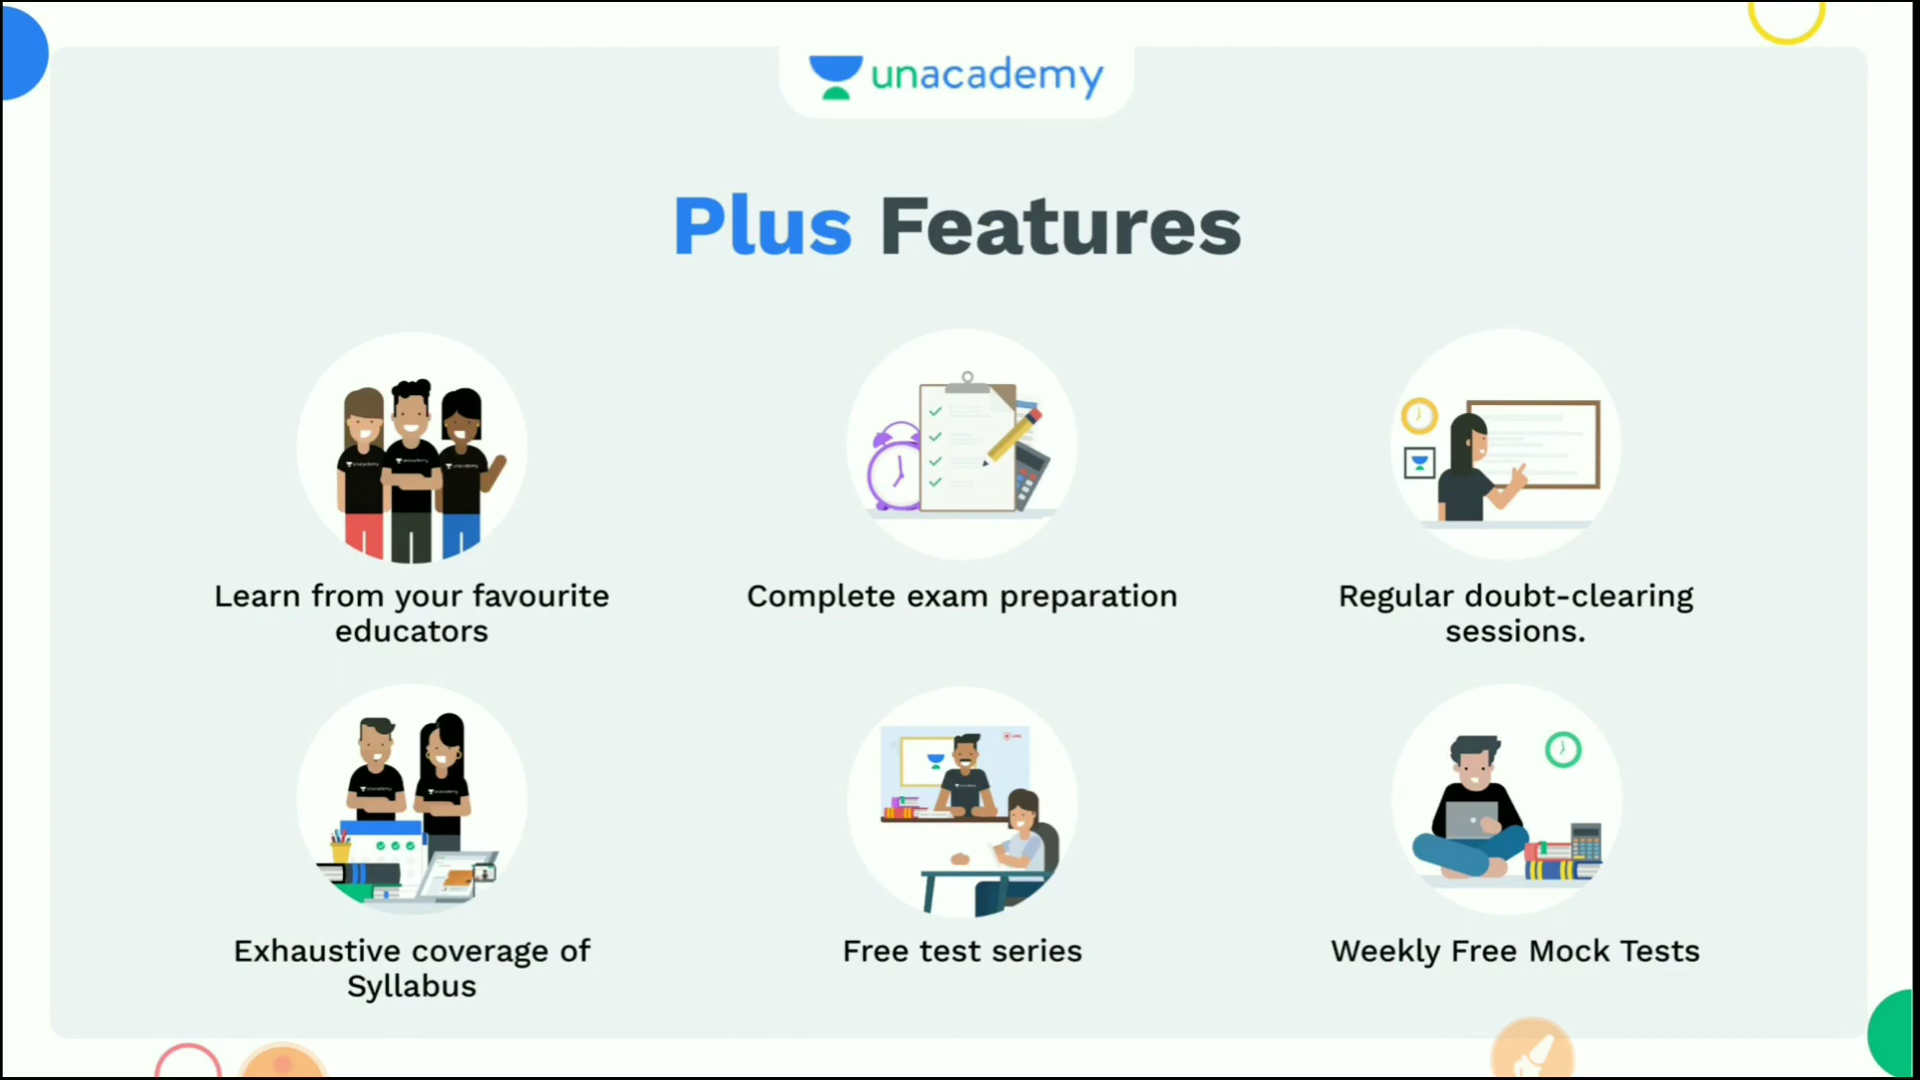 unacademy
Plus Features
Learn from your favourite
educators
Complete exam preparation
Regular doubt-clearing
sessions.
Exhaustive coverage of
Syllabus
Free test series
Weekly Free Mock Tests